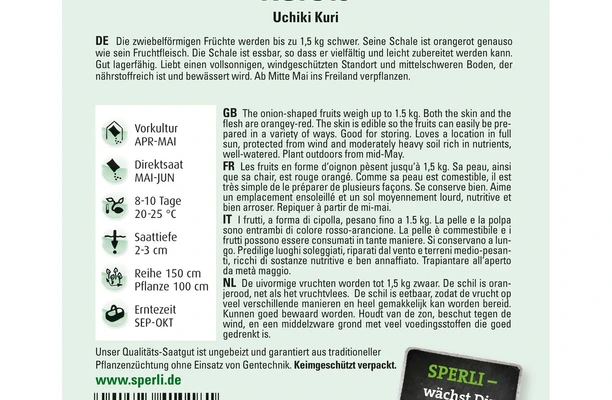 Uchiki Kuri
DE Die zwiebelförmigen Früchte werden bis zu 1,5 kg schwer. Seine Schale ist orangerot genauso
wie sein Fruchtfleisch. Die Schale ist essbar, so dass er vielfältig und leicht zubereitet werden kann.
Gut lagerfähig. Liebt einen vollsonnigen, windgeschützten Standort und mittelschweren Boden, der
nährstoffreich ist und bewässert wird. Ab Mitte Mai ins Freiland verpflanzen.
Vorkultur
APR-MAI
Direktsaat
MAI-JUN
8-10 Tage
20-25 °C
Saattiefe
2-3 cm
Reihe 150 cm
Pflanze 100 cm
Erntezeit
SEP-OKT
GB The onion-shaped fruits weigh up to 1.5 kg. Both the skin and the
flesh are orangey-red. The skin is edible so the fruits can easily be pre-
pared in a variety of ways. Good for storing. Loves a location in full
sun, protected from wind and moderately heavy soil rich in nutrients,
well-watered. Plant outdoors from mid-May.
FR Les fruits en forme d'oignon pèsent jusqu'à 1,5 kg. Sa peau, ainsi
que sa chair, est rouge orangé. Comme sa peau est comestible, il est
très simple de le préparer de plusieurs façons. Se conserve bien. Aime
un emplacement ensoleillé et un sol moyennement lourd, nutritive et
bien arroser. Repiquer à partir de mi-mai.
IT I frutti, a forma di cipolla, pesano fino a 1.5 kg. La pelle e la polpa
sono entrambi di colore rosso-arancione. La pelle è commestibile e i
frutti possono essere consumati in tante maniere. Si conservano a lun-
go. Predilige luoghi soleggiati, riparati dal vento e terreni medio-pesan-
ti, ricchi di sostanze nutritive e ben annaffiato. Trapiantare all'aperto
da metà maggio.
NL De uivormige vruchten worden tot 1,5 kg zwaar. De schil is oran-
jerood, net als het vruchtvlees. De schil is eetbaar, zodat de vrucht op
veel verschillende manieren en heel gemakkelijk kan worden bereid.
Kunnen goed bewaard worden. Houdt van de zon, beschut tegen de
wind, en een middelzware grond met veel voedingsstoffen die goed
gedrenkt is.
Unser Qualitäts-Saatgut ist ungebeizt und garantiert aus traditioneller
Pflanzenzüchtung ohne Einsatz von Gentechnik. Keimgeschützt verpackt.
www.sperli.de
SPERLI –
wächst Di